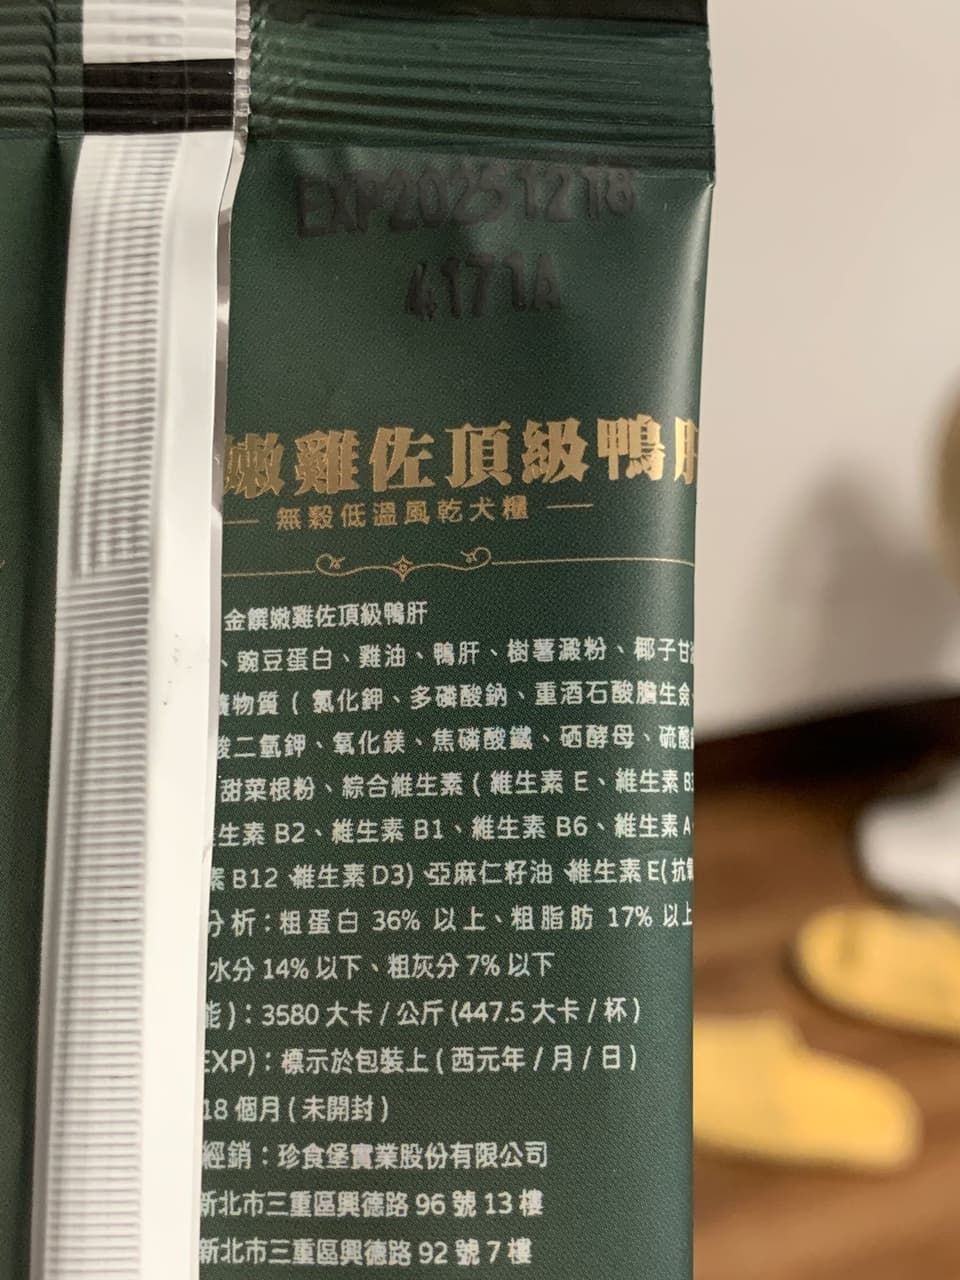 EXP20251218
4171A
嫩雞佐頂級鴨肝
無穀低溫風乾犬糧
金饌嫩雞佐頂級鴨肝
、豌豆蛋白、雞油、鴨肝、樹薯澱粉、椰子甘油
礦物質 ( 氯化鉀、多磷酸鈉、重酒石酸膽生僉、
酸二氫鉀、氧化鎂、焦磷酸鐵、硒酵母、硫酸
甜菜根粉、綜合維生素 ( 維生素 E、維生素 B3
維生素 B2、維生素 B1、維生素 B6、維生素 A
素 B12、維生素 D3)、亞麻仁籽油、維生素 E( 抗氧
分析 : 粗蛋白 36% 以上、粗脂肪 17% 以上
水分 14% 以下、粗灰分 7% 以下
能 ) : 3580 大卡 / 公斤 (447.5 大卡 / 杯 )
EXP) : 標示於包裝上 ( 西元年 / 月 / 日 )
18 個月 ( 未開封 )
經銷 : 珍食堡實業股份有限公司
新北市三重區興德路 96 號 13 樓
新北市三重區興德路 92 號 7 樓